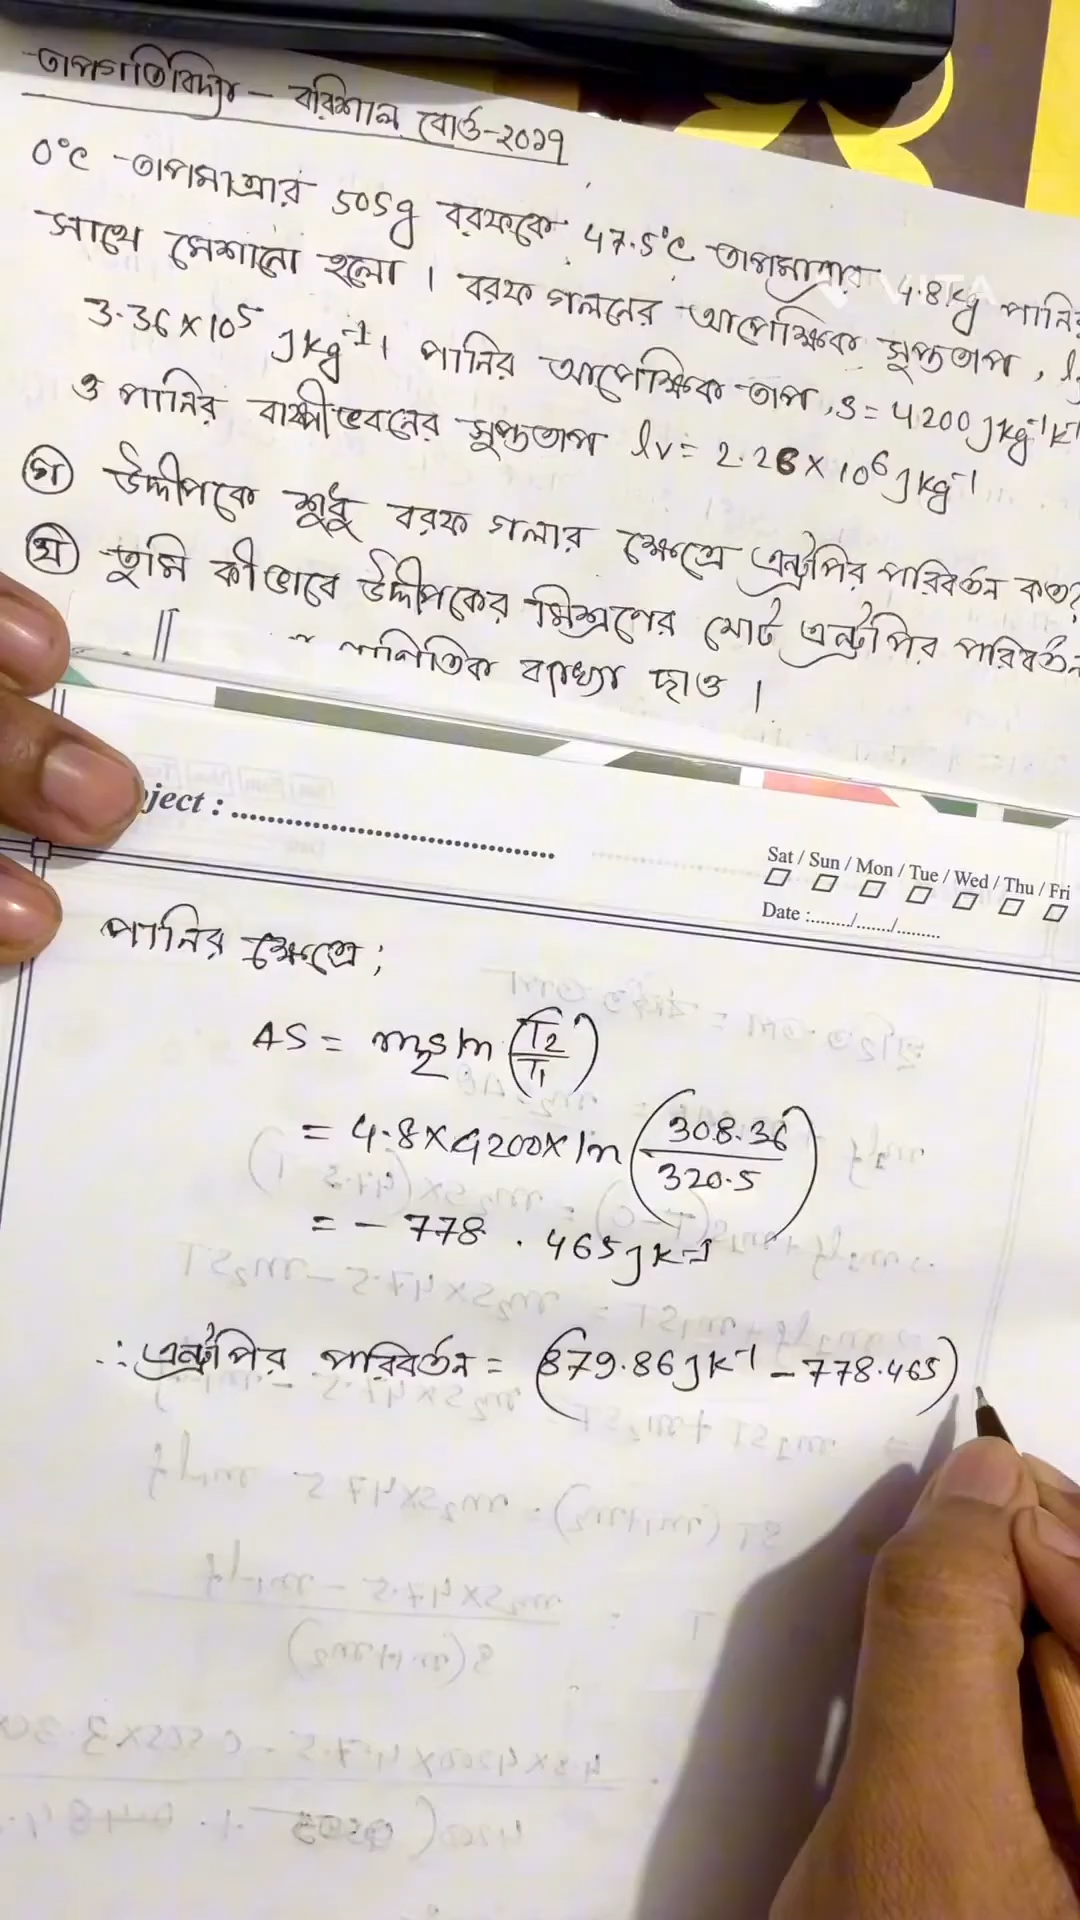 তাপগতিবিদ্যা - বরিশাল বোর্ড-২০১৭
0°C তাপমাত্রার 505g বরফকে 47.5°C তাপমাত্রার 4.8kg পানির
সাথে মেশানো হলো। বরফ গলনের আপেক্ষিক সুপ্ততাপ,
3.36×10⁵ Jkg⁻¹। পানির আপেক্ষিক তাপ, S = 4200 Jkg⁻¹K⁻¹
ও পানির বাষ্পীভবনের সুপ্ততাপ lv = 2.26×10⁶ Jkg⁻¹
(গ) উদ্দীপকে শুধু বরফ গলার ক্ষেত্রে এন্ট্রপির পরিবর্তন কত?
(ঘ) তুমি কীভাবে উদ্দীপকের মিশ্রণের মোট এন্ট্রপির পরিবর্তন
ব্যাখ্যা দাও।
ject :
Sat / Sun / Mon / Tue / Wed / Thu / Fri
Date :......../......./.........
পানির ক্ষেত্রে;
ΔS = m₂s ln (T₂/T₁)
= 4.8×4200×ln (308.36/320.5)
= - 778.465 JK⁻¹
∴ এন্ট্রপির পরিবর্তন = (879.86 JK⁻¹ - 778.465)